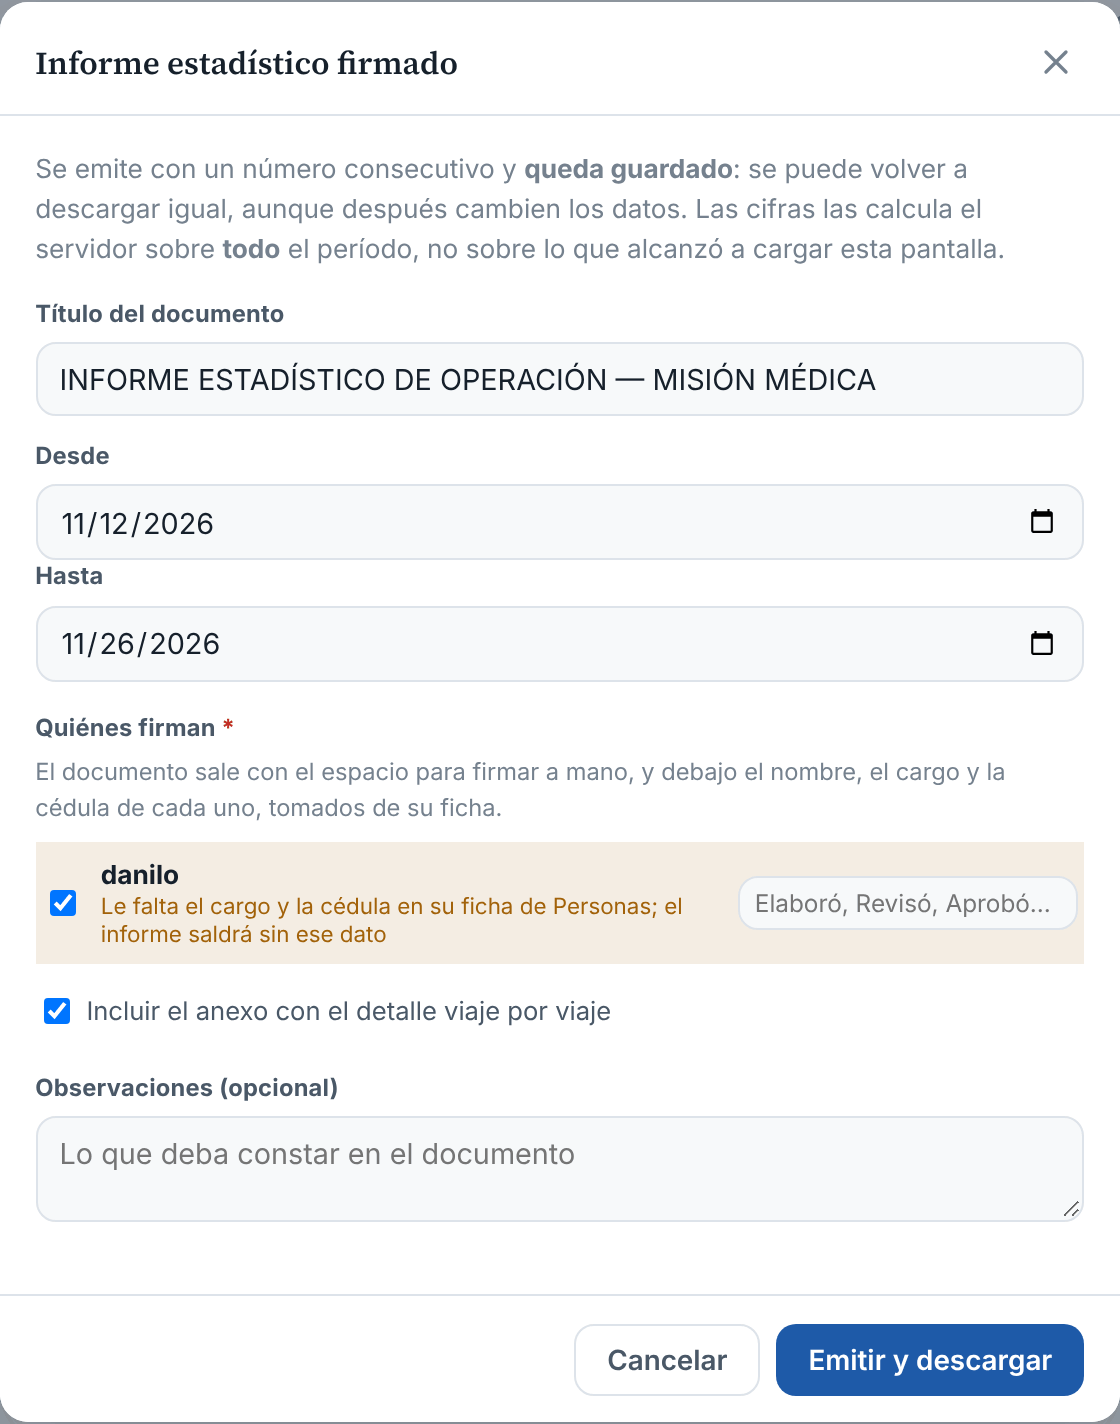 Informe estadístico firmado
Se emite con un número consecutivo y queda guardado: se puede volver a
descargar igual, aunque después cambien los datos. Las cifras las calcula el
servidor sobre todo el período, no sobre lo que alcanzó a cargar esta pantalla.
Título del documento
INFORME ESTADÍSTICO DE OPERACIÓN — MISIÓN MÉDICA
Desde
11/12/2026
Hasta
11/26/2026
Quiénes firman *
El documento sale con el espacio para firmar a mano, y debajo el nombre, el cargo y la
cédula de cada uno, tomados de su ficha.
danilo
Le falta el cargo y la cédula en su ficha de Personas; el
informe saldrá sin ese dato
Elaboró, Revisó, Aprobó...
Incluir el anexo con el detalle viaje por viaje
Observaciones (opcional)
Lo que deba constar en el documento
Cancelar
Emitir y descargar